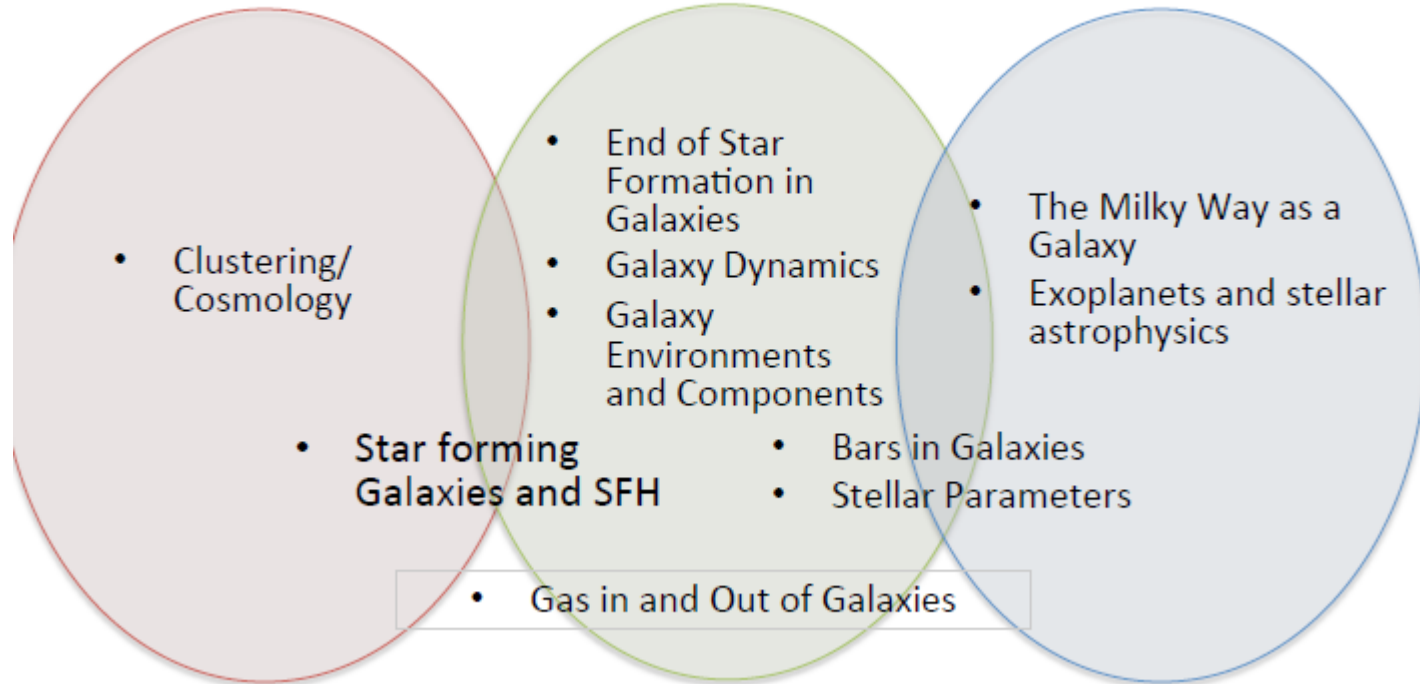 • Clustering/
Cosmology
• End of Star
Formation in
Galaxies
• Galaxy Dynamics
• Galaxy
Environments
and Components
• The Milky Way as a
Galaxy
• Exoplanets and stellar
astrophysics
• Star forming
Galaxies and SFH
• Bars in Galaxies
• Stellar Parameters
• Gas in and Out of Galaxies